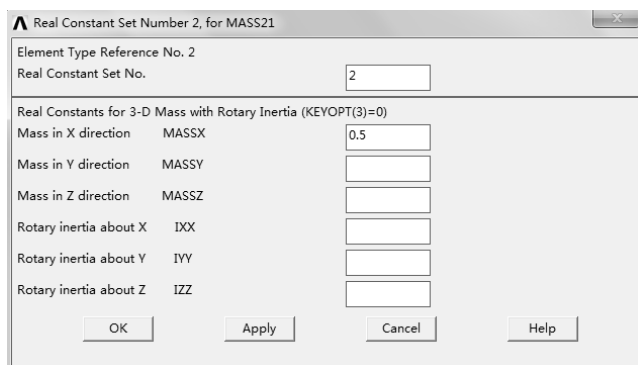 Real Constant Set Number 2, for MASS21
Element Type Reference No. 2
Real Constant Set No. 2
Real Constants for 3-D Mass with Rotary Inertia (KEYOPT(3)=0)
Mass in X direction MASSX 0.5
Mass in Y direction MASSY
Mass in Z direction MASSZ
Rotary inertia about X IXX
Rotary inertia about Y IYY
Rotary inertia about Z IZZ
OK Apply Cancel Help